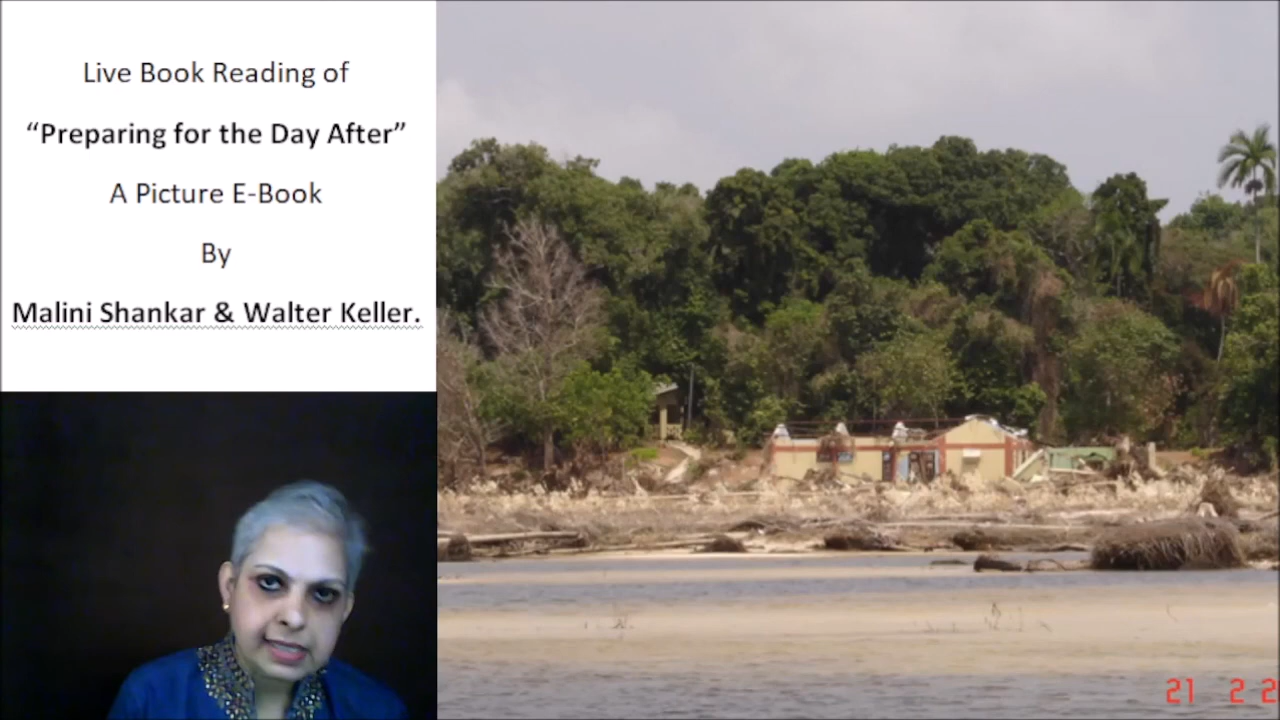 Live Book Reading of
“Preparing for the Day After”
A Picture E-Book
By
Malini Shankar & Walter Keller.
21 2 2